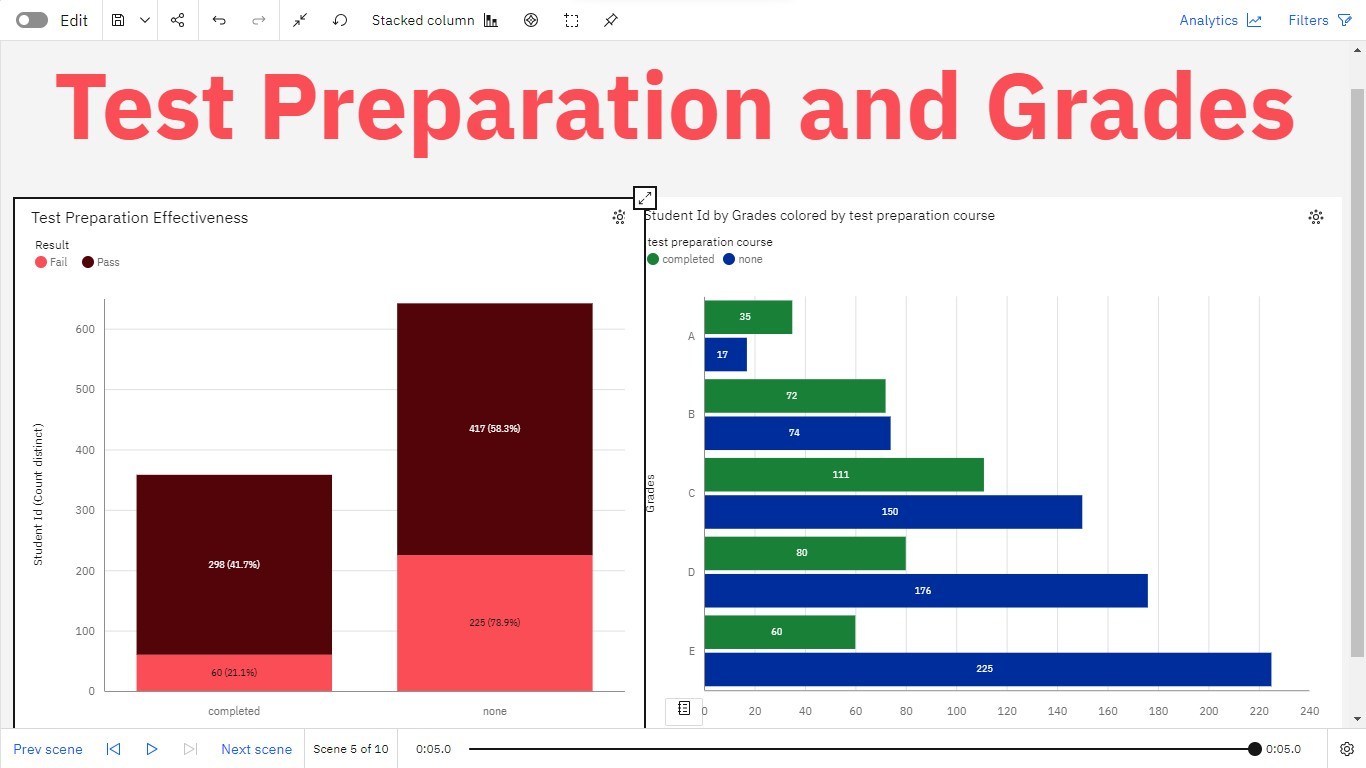 Edit
Stacked column
Analytics
Filters
Test Preparation and Grades
Test Preparation Effectiveness
Result
Fail
Pass
Student Id (Count distinct)
600
500
400
300
200
100
0
298 (41.7%)
60 (21.1%)
417 (58.3%)
225 (78.9%)
completed
none
Student Id by Grades colored by test preparation course
test preparation course
completed
none
Grades
A
35
17
B
72
74
C
111
150
D
80
176
E
60
225
0
20
40
60
80
100
120
140
160
180
200
220
240
Prev scene
Next scene
Scene 5 of 10
0:05.0
0:05.0